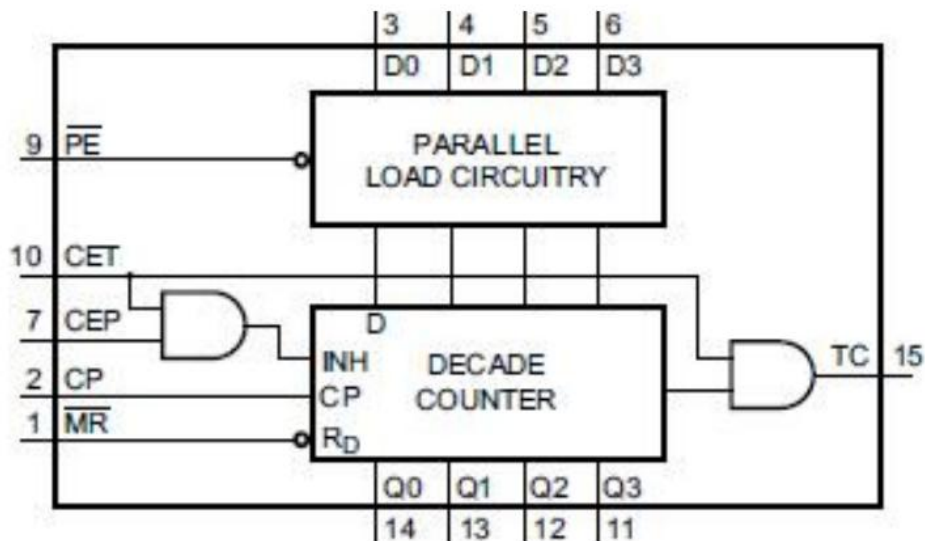 3 4 5 6
D0 D1 D2 D3
9 PE
PARALLEL
LOAD CIRCUITRY
10 CET
7 CEP
D
INH
DECADE
COUNTER
TC 15
2 CP
CP
1 MR
RD
Q0 Q1 Q2 Q3
14 13 12 11